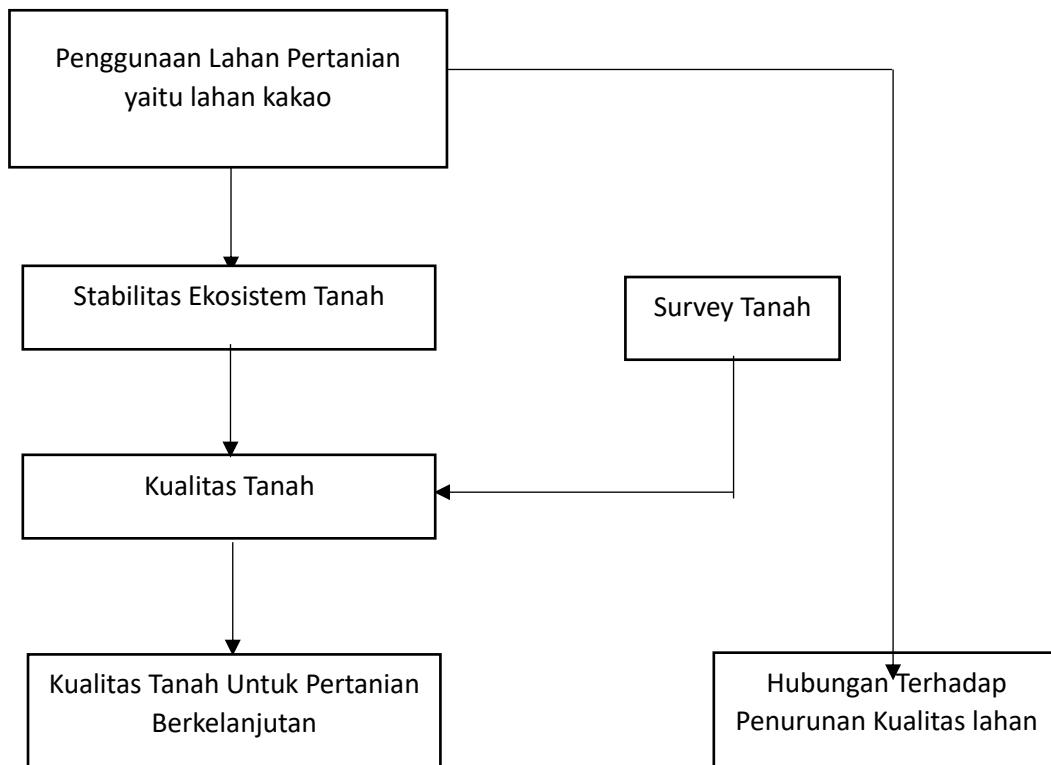 Penggunaan Lahan Pertanian
yaitu lahan kakao
Stabilitas Ekosistem Tanah
Survey Tanah
Kualitas Tanah
Kualitas Tanah Untuk Pertanian
Berkelanjutan
Hubungan Terhadap
Penurunan Kualitas lahan